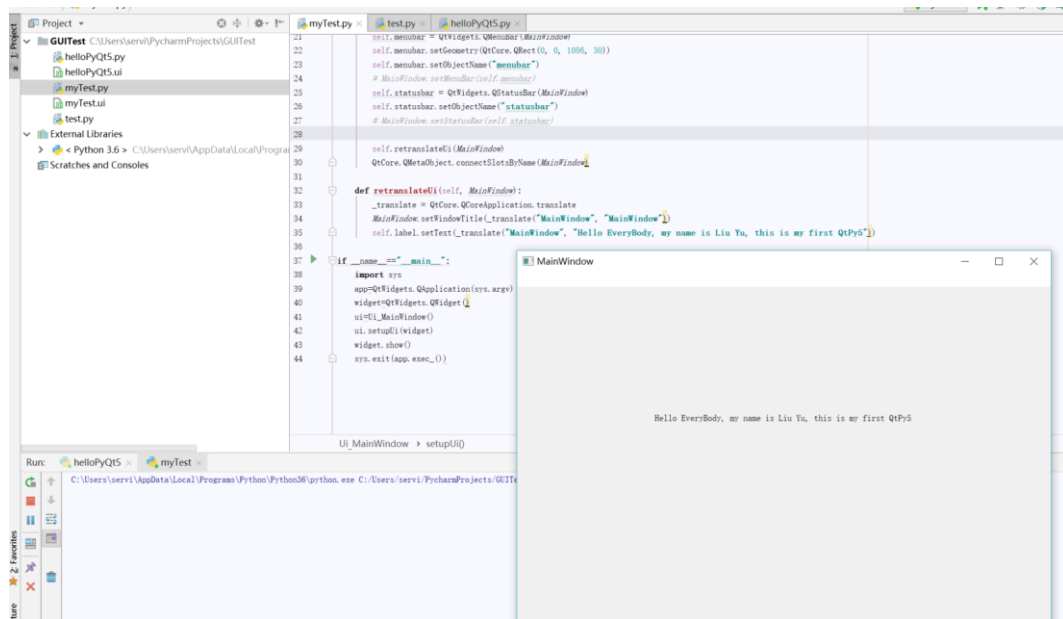 Project
myTest.py
test.py
helloPyQt5.py
1: Project
GUITest C:\Users\servi\PycharmProjects\GUITest
helloPyQt5.py
helloPyQt5.ui
myTest.py
myTest.ui
test.py
External Libraries
< Python 3.6 > C:\Users\servi\AppData\Local\Progra
Scratches and Consoles
21 self.menubar = QtWidgets.QMenuBar(MainWindow)
22 self.menubar.setGeometry(QtCore.QRect(0, 0, 1086, 30))
23 self.menubar.setObjectName("menubar")
24 # MainWindow.setMenuBar(self.menubar)
25 self.statusbar = QtWidgets.QStatusBar(MainWindow)
26 self.statusbar.setObjectName("statusbar")
27 # MainWindow.setStatusBar(self.statusbar)
28
29 self.retranslateUi(MainWindow)
30 QtCore.QMetaObject.connectSlotsByName(MainWindow)
31
32 def retranslateUi(self, MainWindow):
33 _translate = QtCore.QCoreApplication.translate
34 MainWindow.setWindowTitle(_translate("MainWindow", "MainWindow"))
35 self.label.setText(_translate("MainWindow", "Hello EveryBody, my name is Liu Yu, this is my first QtPy5"))
36
37 if __name__=="__main__":
38 import sys
39 app=QtWidgets.QApplication(sys.argv)
40 widget=QtWidgets.QWidget()
41 ui=Ui_MainWindow()
42 ui.setupUi(widget)
43 widget.show()
44 sys.exit(app.exec_())
Ui_MainWindow › setupUi()
MainWindow
Hello EveryBody, my name is Liu Yu, this is my first QtPy5
Run:
helloPyQt5
myTest
C:\Users\servi\AppData\Local\Programs\Python\Python36\python.exe C:/Users/servi/PycharmProjects/GUITe
2: Favorites
ture